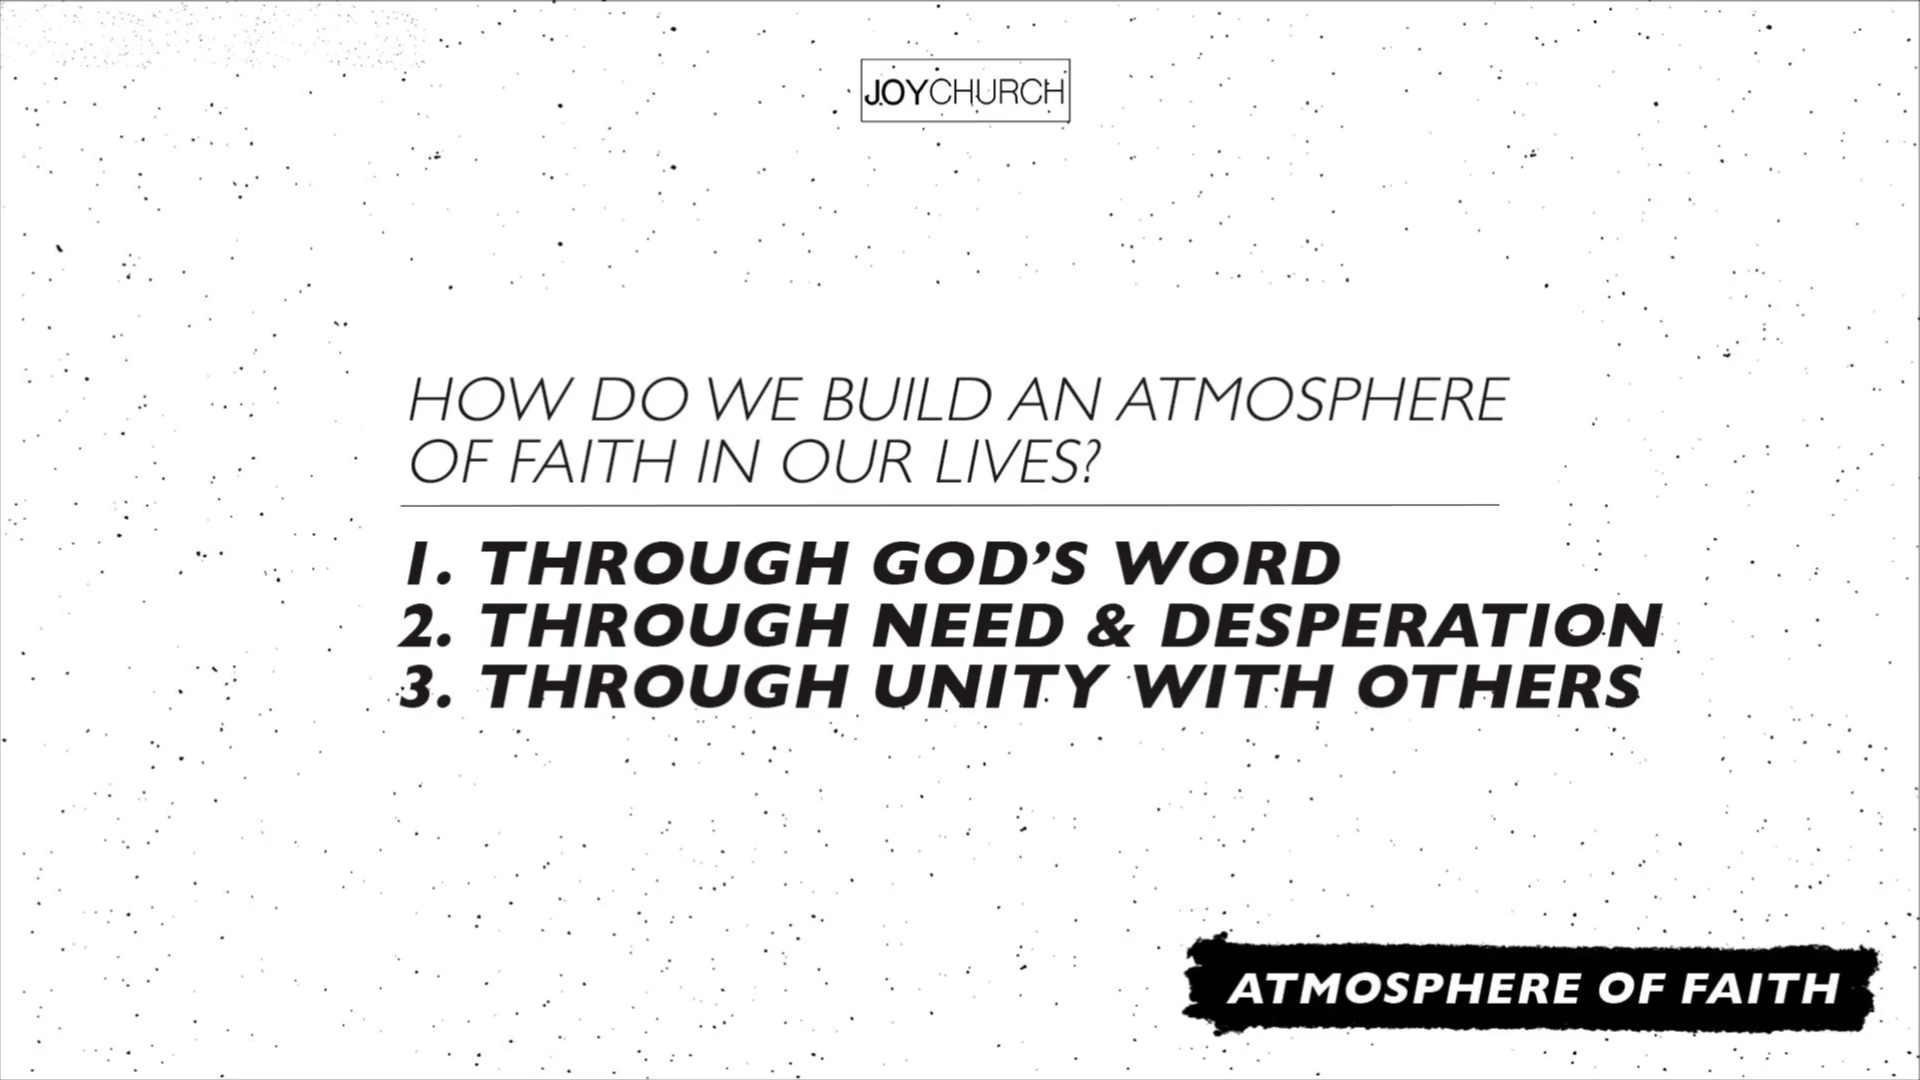 JOYCHURCH
HOW DO WE BUILD AN ATMOSPHERE
OF FAITH IN OUR LIVES?
1. THROUGH GOD’S WORD
2. THROUGH NEED & DESPERATION
3. THROUGH UNITY WITH OTHERS
ATMOSPHERE OF FAITH